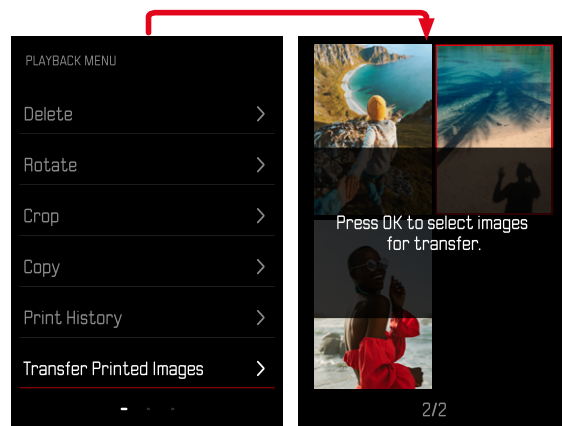 PLAYBACK MENU
Delete
Rotate
Crop
Copy
Print History
Transfer Printed Images
Press OK to select images
for transfer.
2/2